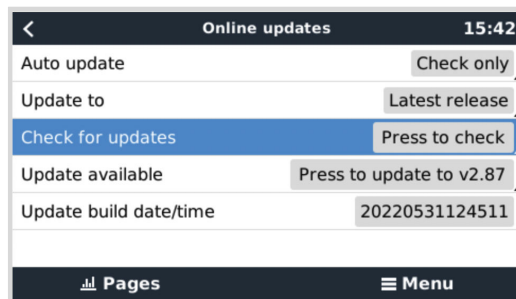 Online updates 15:42
Auto update Check only
Update to Latest release
Check for updates Press to check
Update available Press to update to v2.87
Update build date/time 20220531124511
Pages Menu